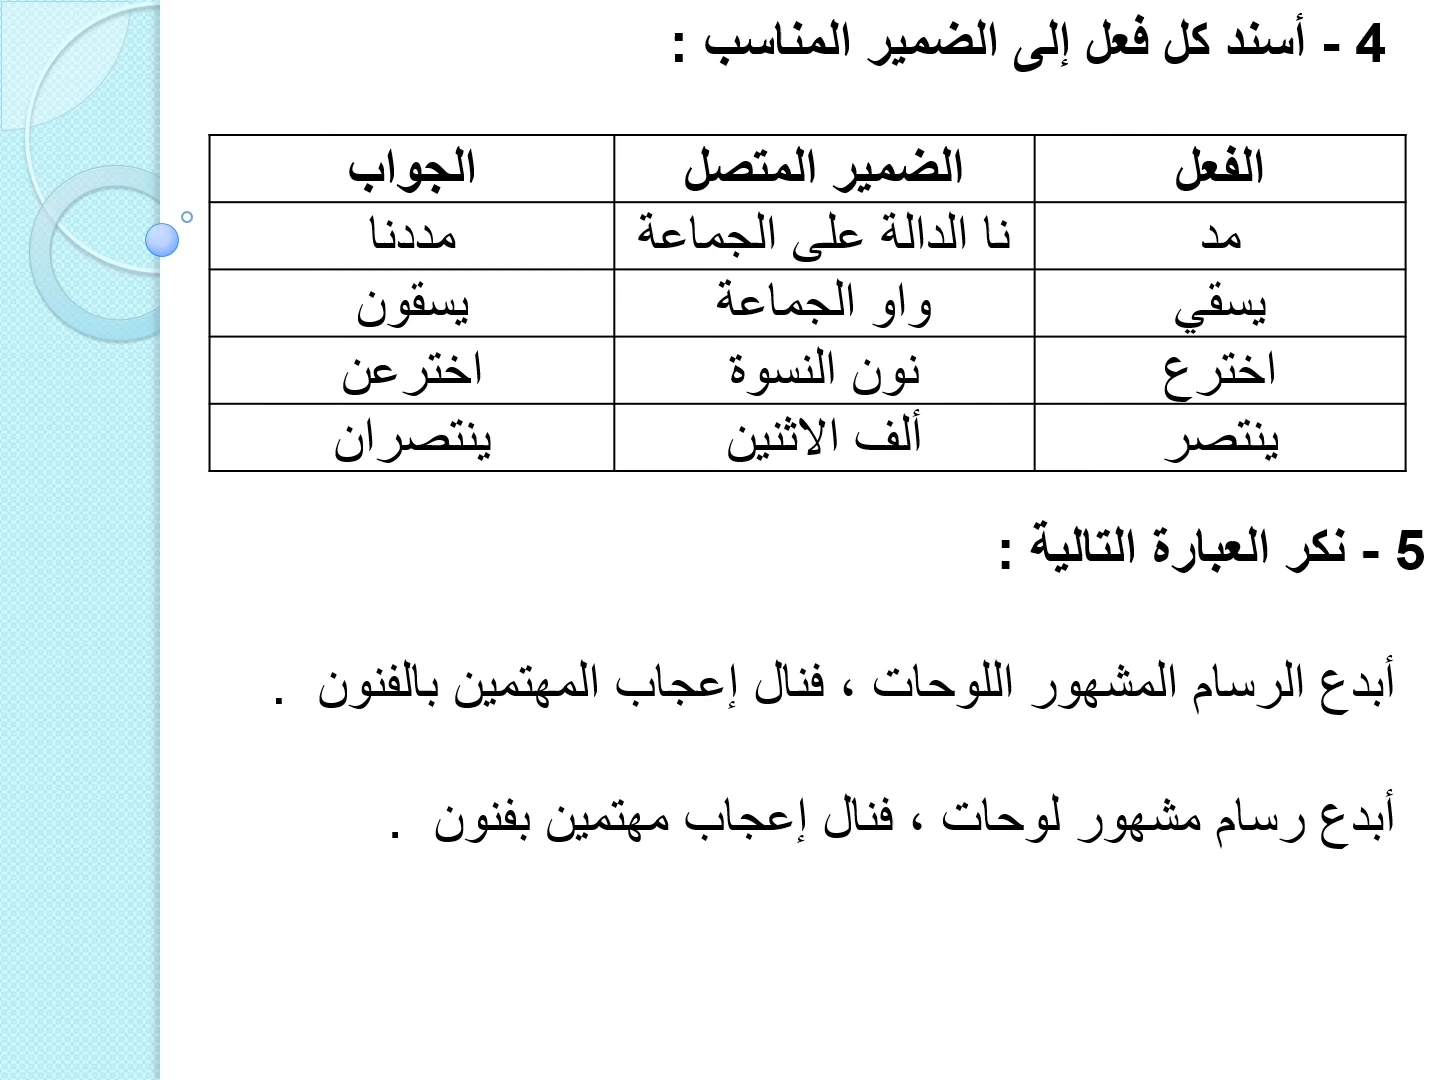 4 - أسند كل فعل إلى الضمير المناسب :
الفعل الضمير المتصل الجواب
مد نا الدالة على الجماعة مددنا
يسقي واو الجماعة يسقون
اخترع نون النسوة اخترعن
ينتصر ألف الاثنين ينتصران
5 - نكر العبارة التالية :
أبدع الرسام المشهور اللوحات ، فنال إعجاب المهتمين بالفنون .
أبدع رسام مشهور لوحات ، فنال إعجاب مهتمين بفنون .